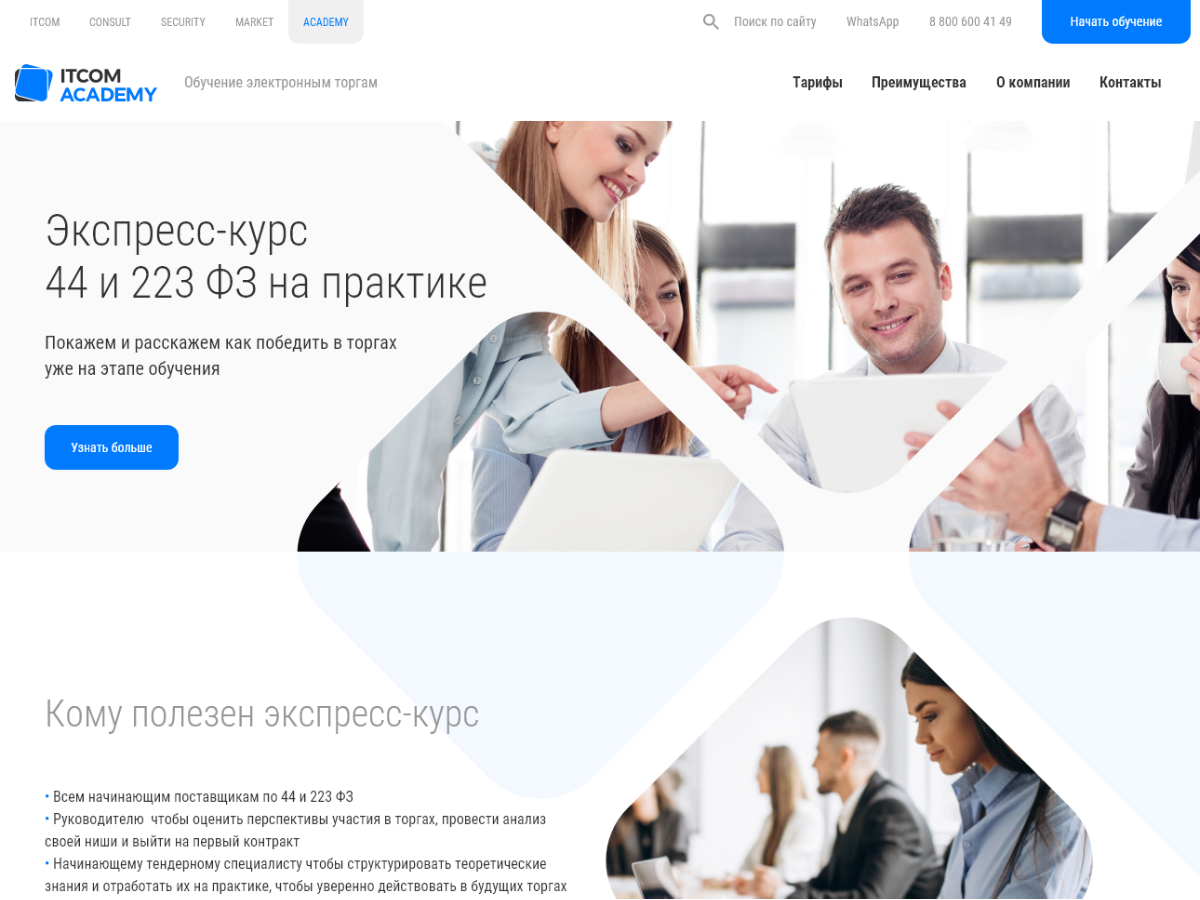 ITCOM CONSULT SECURITY MARKET ACADEMY Поиск по сайту WhatsApp 8 800 600 41 49 Начать обучение
ITCOM
ACADEMY
Обучение электронным торгам
Тарифы Преимущества О компании Контакты
Экспресс-курс
44 и 223 ФЗ на практике
Покажем и расскажем как победить в торгах
уже на этапе обучения
Узнать больше
Кому полезен экспресс-курс
• Всем начинающим поставщикам по 44 и 223 ФЗ
• Руководителю чтобы оценить перспективы участия в торгах, провести анализ
своей ниши и выйти на первый контракт
• Начинающему тендерному специалисту чтобы структурировать теоретические
знания и отработать их на практике, чтобы уверенно действовать в будущих торгах